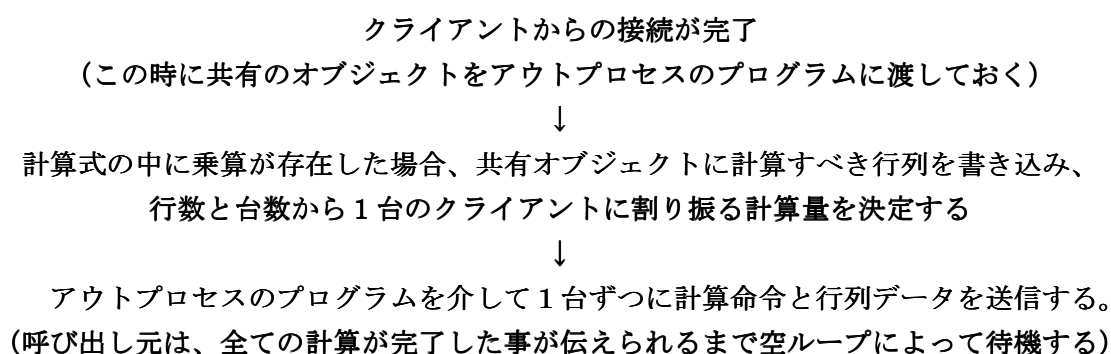 クライアントからの接続が完了
（この時に共有のオブジェクトをアウトプロセスのプログラムに渡しておく）
↓
計算式の中に乗算が存在した場合、共有オブジェクトに計算すべき行列を書き込み、
行数と台数から１台のクライアントに割り振る計算量を決定する
↓
アウトプロセスのプログラムを介して１台ずつに計算命令と行列データを送信する。
（呼び出し元は、全ての計算が完了した事が伝えられるまで空ループによって待機する）